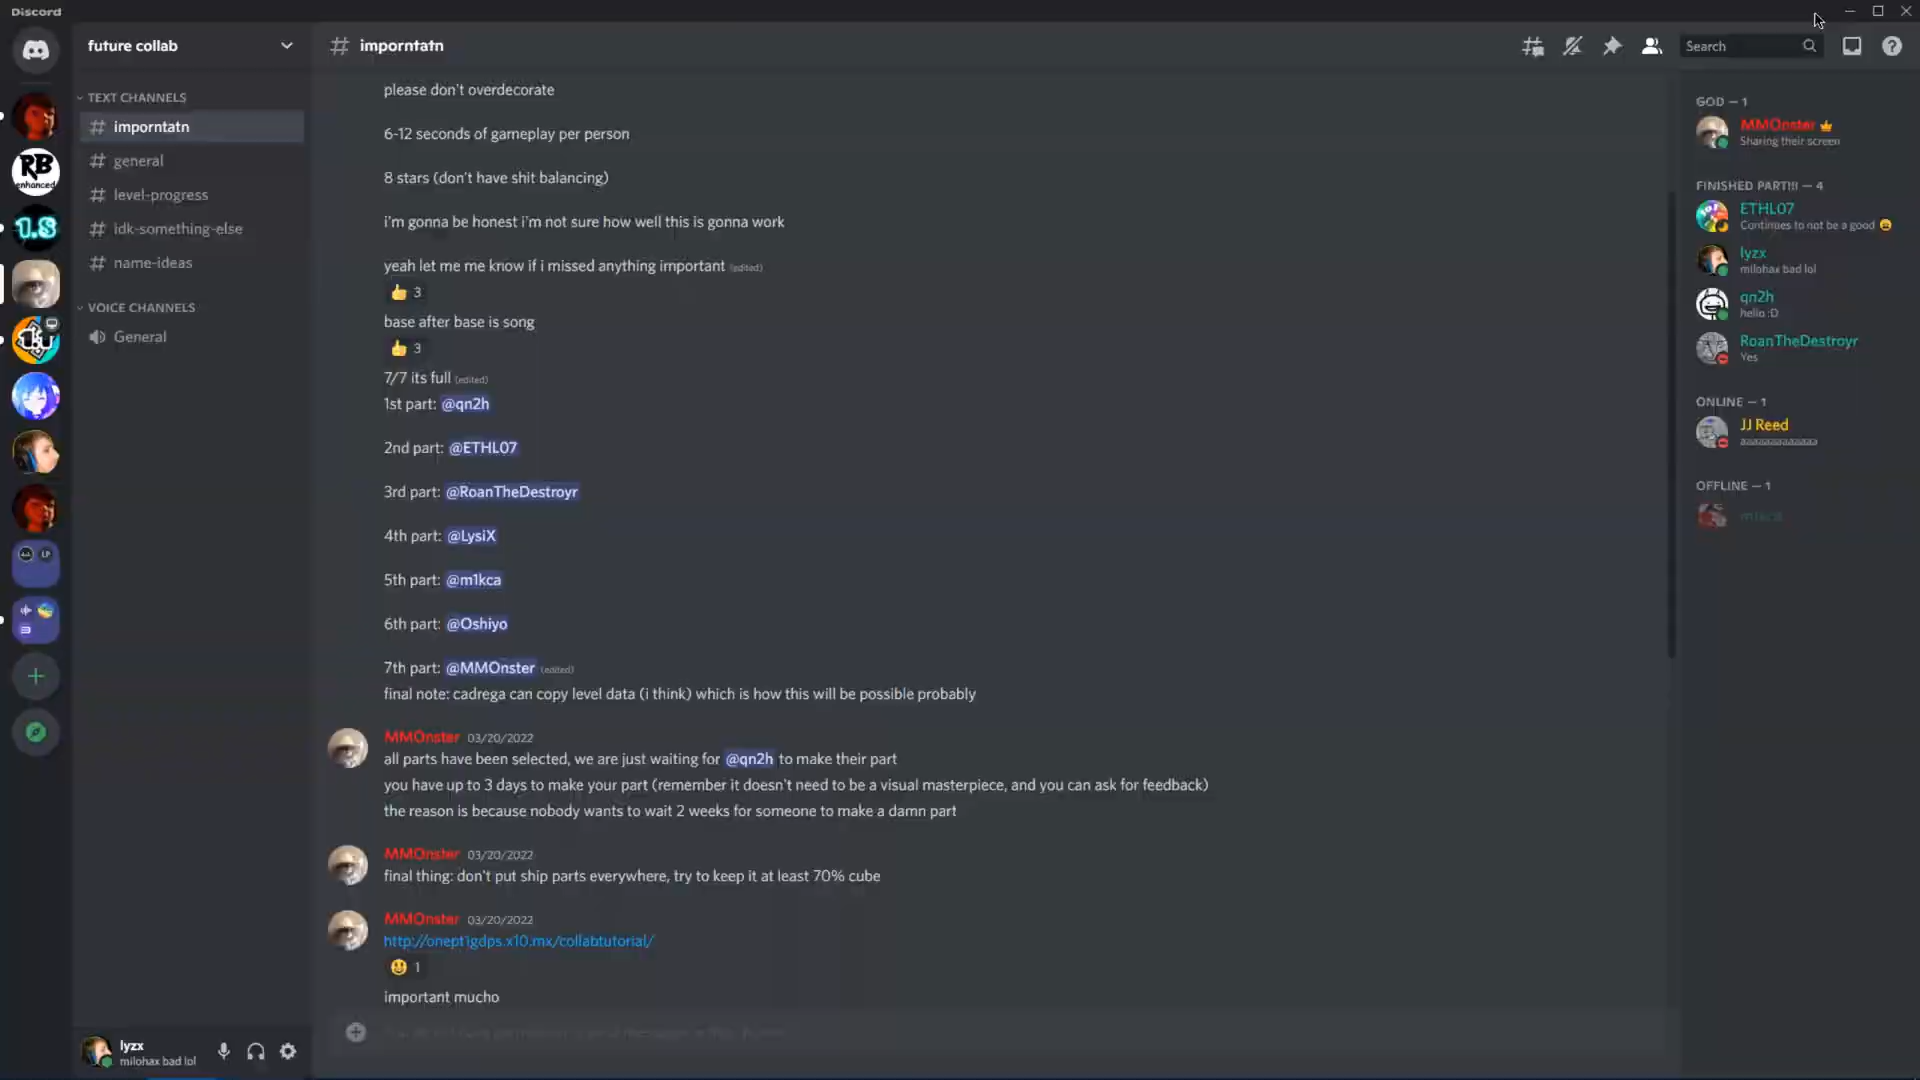 Discord
future collab
# imporntatn
Search
TEXT CHANNELS
# imporntatn
# general
# level-progress
# idk-something-else
# name-ideas
VOICE CHANNELS
General
RB
enhanced
1.8
please don't overdecorate
6-12 seconds of gameplay per person
8 stars (don't have shit balancing)
i'm gonna be honest i'm not sure how well this is gonna work
yeah let me me know if i missed anything important (edited)
👍 3
base after base is song
👍 3
7/7 its full (edited)
1st part: @qn2h
2nd part: @ETHL07
3rd part: @RoanTheDestroyr
4th part: @LysiX
5th part: @m1kca
6th part: @Oshiyo
7th part: @MMOnster (edited)
final note: cadrega can copy level data (i think) which is how this will be possible probably
MMOnster 03/20/2022
all parts have been selected, we are just waiting for @qn2h to make their part
you have up to 3 days to make your part (remember it doesn't need to be a visual masterpiece, and you can ask for feedback)
the reason is because nobody wants to wait 2 weeks for someone to make a damn part
MMOnster 03/20/2022
final thing: don't put ship parts everywhere, try to keep it at least 70% cube
MMOnster 03/20/2022
http://onept1gdps.x10.mx/collabtutorial/
😃 1
important mucho
GOD — 1
MMOnster
Sharing their screen
FINISHED PART!!! — 4
ETHL07
Continues to not be a good 😩
lyzx
milohax bad lol
qn2h
hello :D
RoanTheDestroyr
Yes
ONLINE — 1
JJ Reed
OFFLINE — 1
m1kca
lyzx
milohax bad lol